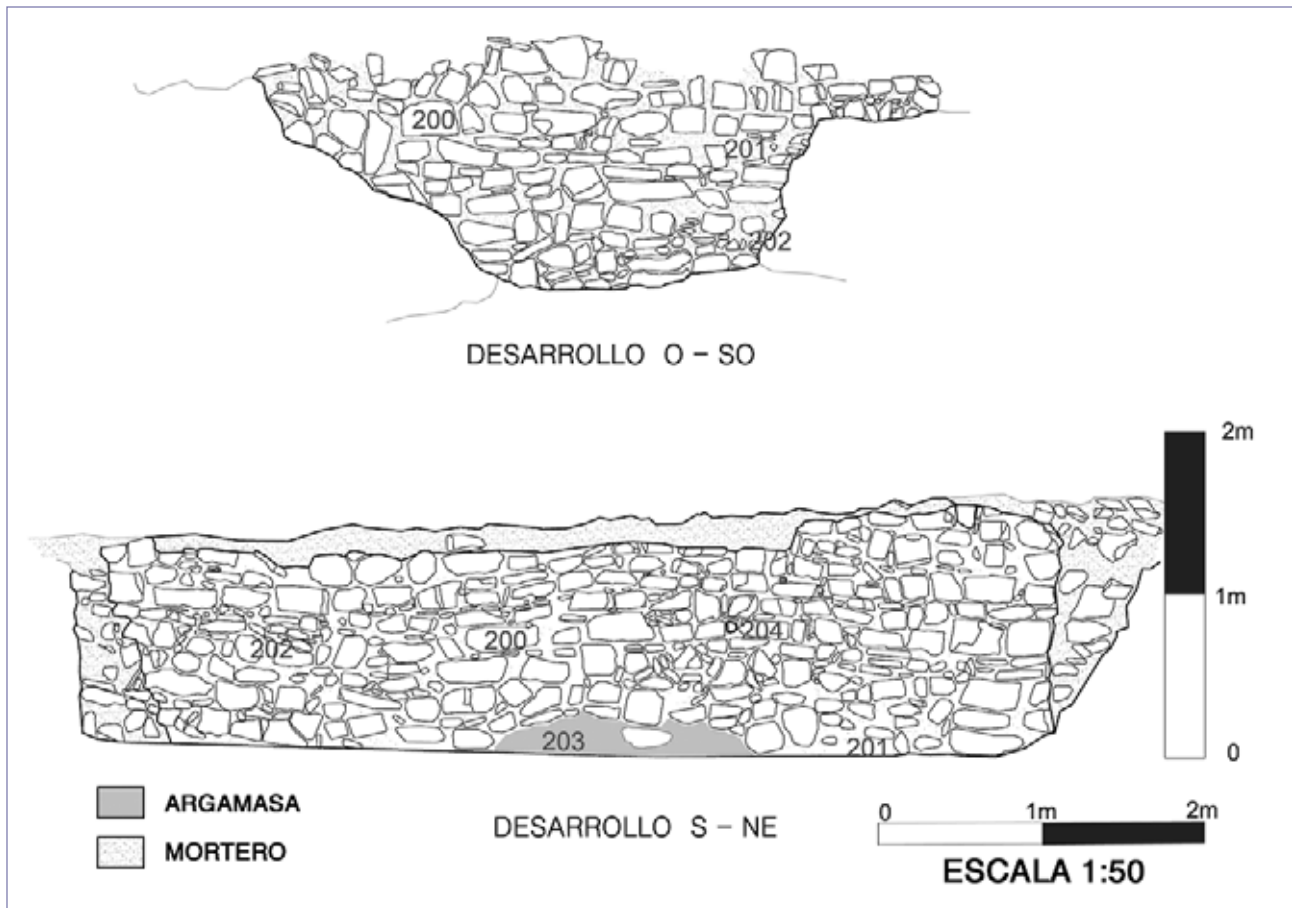 200
201
202
DESARROLLO O – SO
2m
1m
0
202
200
204
203
201
ARGAMASA
MORTERO
DESARROLLO S – NE
0 1m 2m
ESCALA 1:50